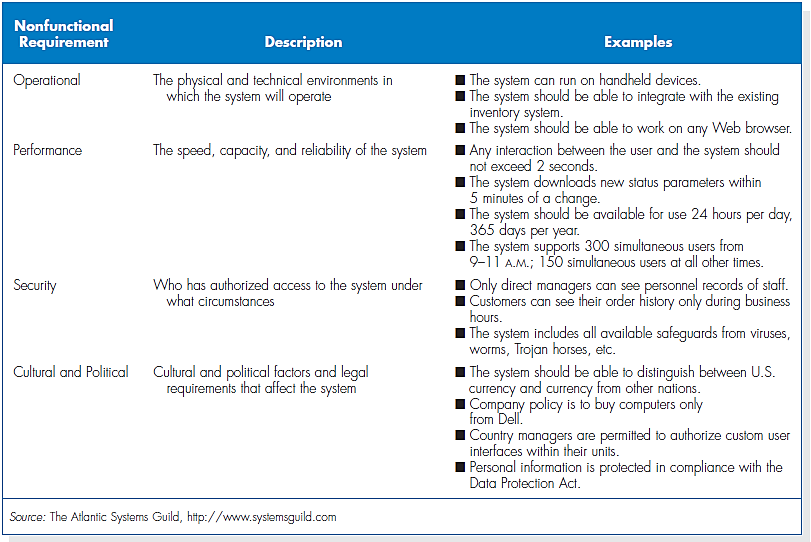 Nonfunctional
Requirement
Description
Examples
Operational
The physical and technical environments in
which the system will operate
■ The system can run on handheld devices.
■ The system should be able to integrate with the existing
inventory system.
■ The system should be able to work on any Web browser.
Performance
The speed, capacity, and reliability of the system
■ Any interaction between the user and the system should
not exceed 2 seconds.
■ The system downloads new status parameters within
5 minutes of a change.
■ The system should be available for use 24 hours per day,
365 days per year.
■ The system supports 300 simultaneous users from
9–11 A.M.; 150 simultaneous users at all other times.
Security
Who has authorized access to the system under
what circumstances
■ Only direct managers can see personnel records of staff.
■ Customers can see their order history only during business
hours.
■ The system includes all available safeguards from viruses,
worms, Trojan horses, etc.
Cultural and Political
Cultural and political factors and legal
requirements that affect the system
■ The system should be able to distinguish between U.S.
currency and currency from other nations.
■ Company policy is to buy computers only
from Dell.
■ Country managers are permitted to authorize custom user
interfaces within their units.
■ Personal information is protected in compliance with the
Data Protection Act.
Source: The Atlantic Systems Guild, http://www.systemsguild.com